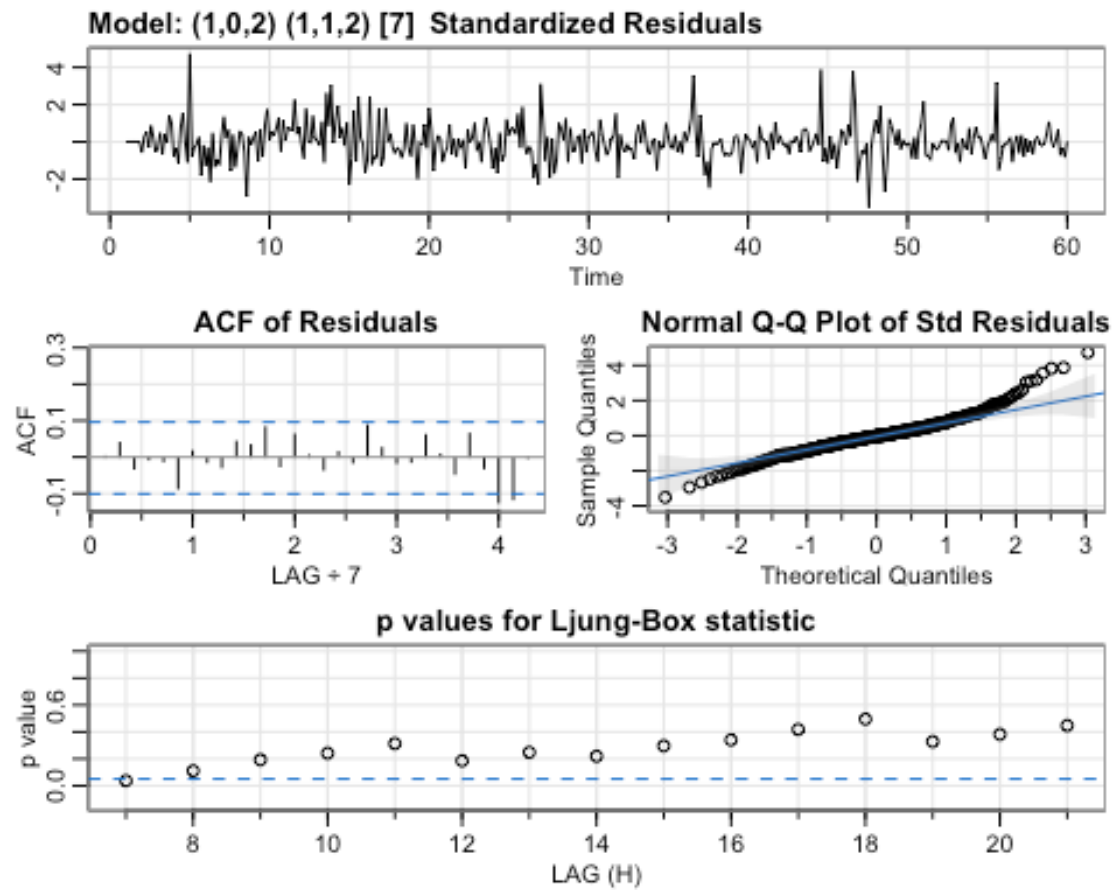 Model: (1,0,2) (1,1,2) [7] Standardized Residuals
4
2
-2
0 10 20 30 40 50 60
Time
ACF of Residuals
ACF
0.3
0.1
-0.1
0 1 2 3 4
LAG ÷ 7
Normal Q-Q Plot of Std Residuals
Sample Quantiles
4
2
0
-4
-3 -2 -1 0 1 2 3
Theoretical Quantiles
p values for Ljung-Box statistic
p value
0.6
0.0
8 10 12 14 16 18 20
LAG (H)